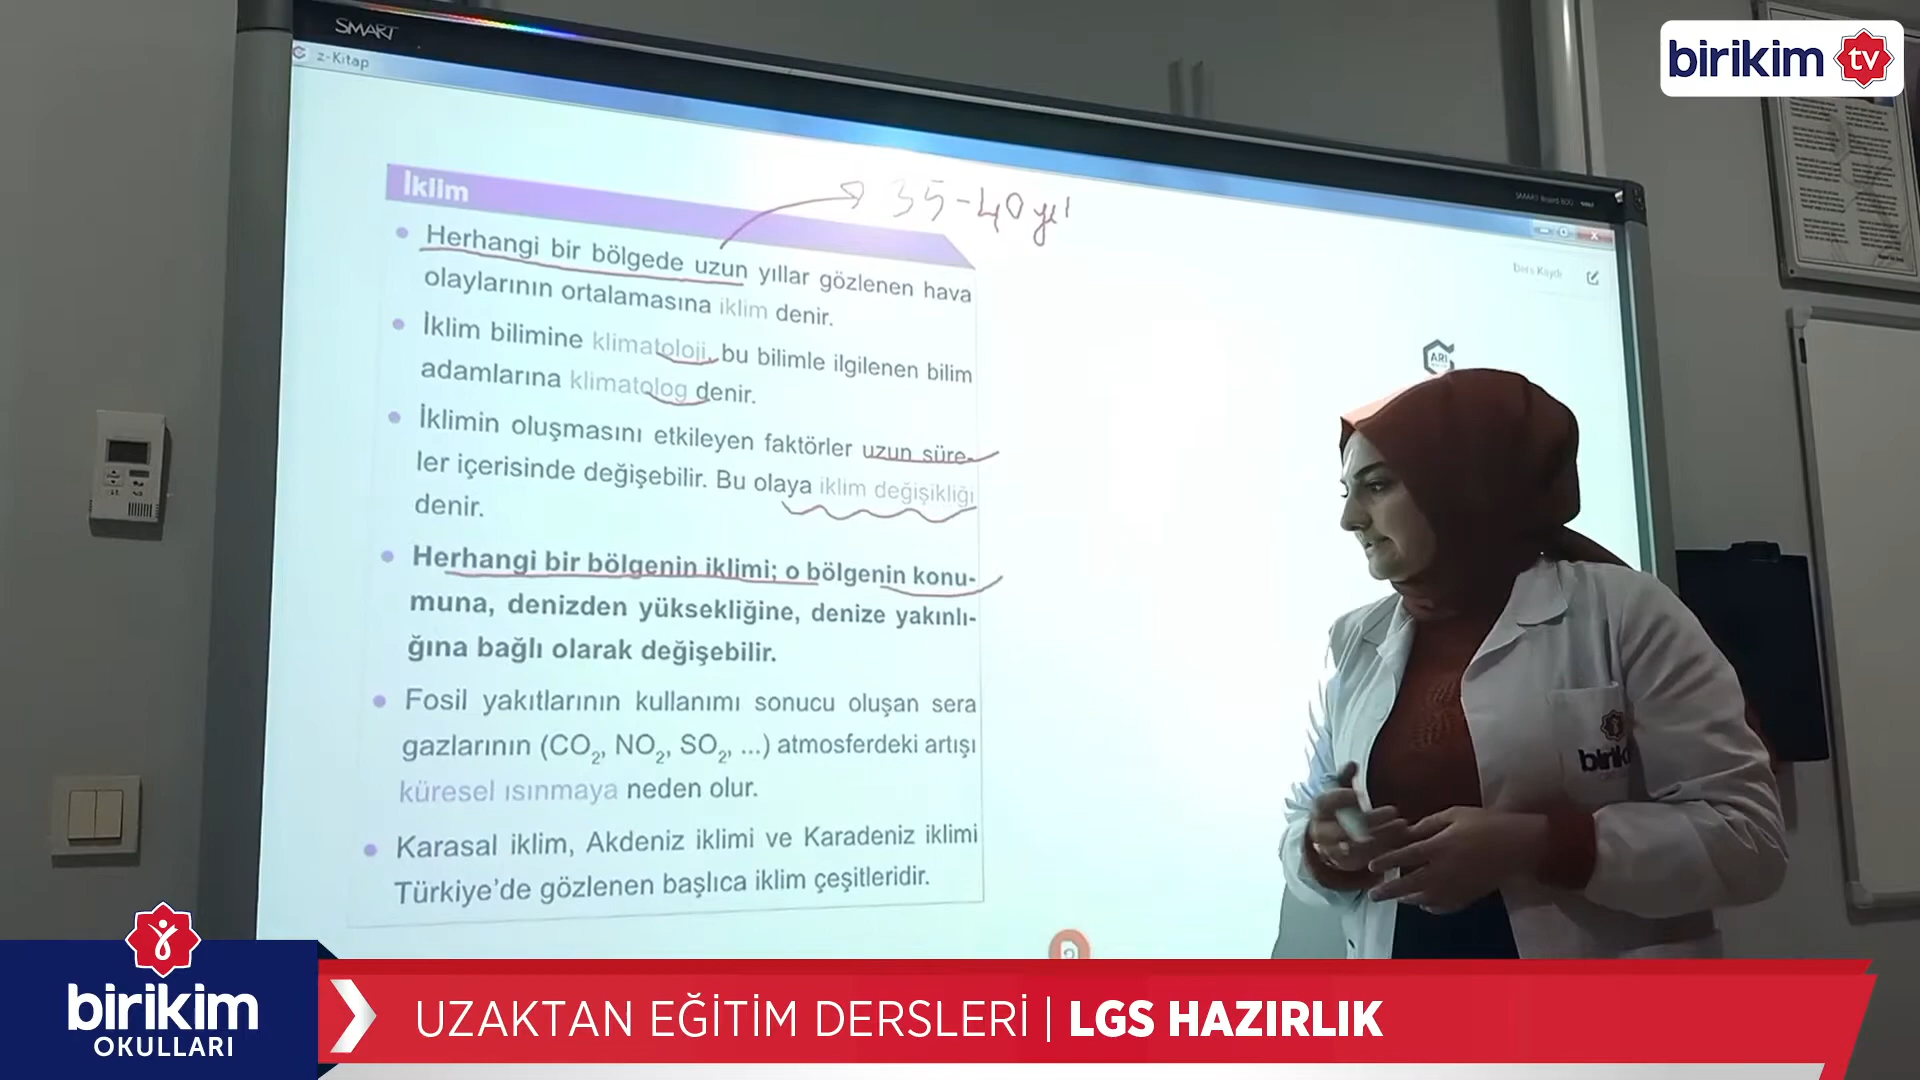 SMART
z-Kitap
birikim tv
35-40 yıl
İklim
Herhangi bir bölgede uzun yıllar gözlenen hava
olaylarının ortalamasına iklim denir.
İklim bilimine klimatoloji, bu bilimle ilgilenen bilim
adamlarına klimatolog denir.
İklimin oluşmasını etkileyen faktörler uzun süre-
ler içerisinde değişebilir. Bu olaya iklim değişikliği
denir.
Herhangi bir bölgenin iklimi; o bölgenin konu-
muna, denizden yüksekliğine, denize yakınlı-
ğına bağlı olarak değişebilir.
Fosil yakıtlarının kullanımı sonucu oluşan sera
gazlarının (CO₂, NO₂, SO₂, ...) atmosferdeki artışı
küresel ısınmaya neden olur.
Karasal iklim, Akdeniz iklimi ve Karadeniz iklimi
Türkiye'de gözlenen başlıca iklim çeşitleridir.
Ders Kaydı
ARI
birikim
OKULLARI
UZAKTAN EĞİTİM DERSLERİ | LGS HAZIRLIK